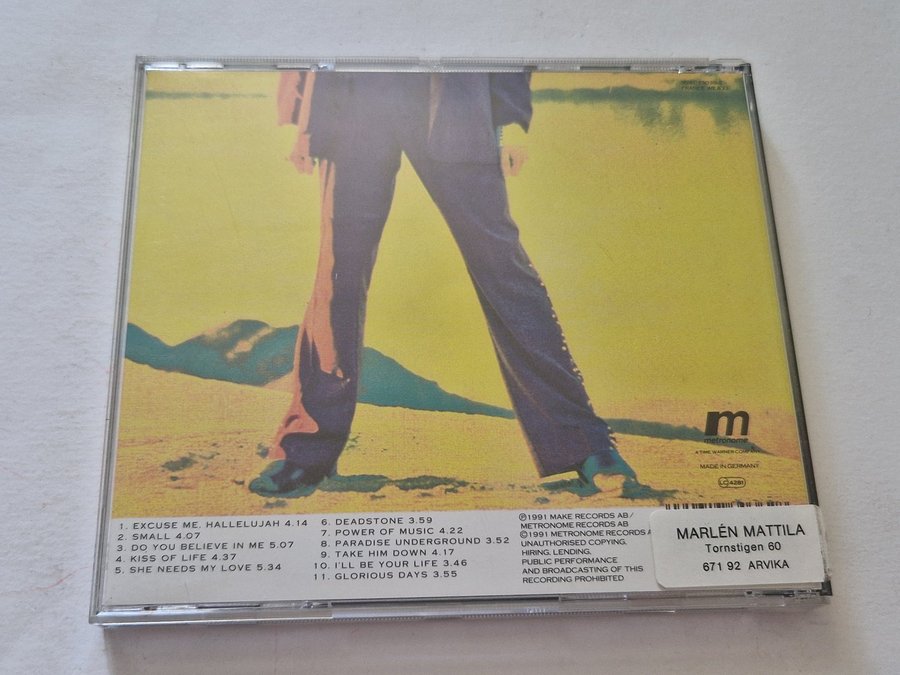 m
metronome
A TIME WARNER COMPANY
MADE IN GERMANY
LC 4281
1. EXCUSE ME, HALLELUJAH 4.14
2. SMALL 4.07
3. DO YOU BELIEVE IN ME 5.07
4. KISS OF LIFE 4.37
5. SHE NEEDS MY LOVE 5.34
6. DEADSTONE 3.59
7. POWER OF MUSIC 4.22
8. PARADISE UNDERGROUND 3.52
9. TAKE HIM DOWN 4.17
10. I'LL BE YOUR LIFE 3.46
11. GLORIOUS DAYS 3.55
℗1991 MAKE RECORDS AB/
METRONOME RECORDS AB
©1991 METRONOME RECORDS A
UNAUTHORISED COPYING,
HIRING, LENDING,
PUBLIC PERFORMANCE
AND BROADCASTING OF THIS
RECORDING PROHIBITED
MARLÉN MATTILA
Tornstigen 60
671 92 ARVIKA